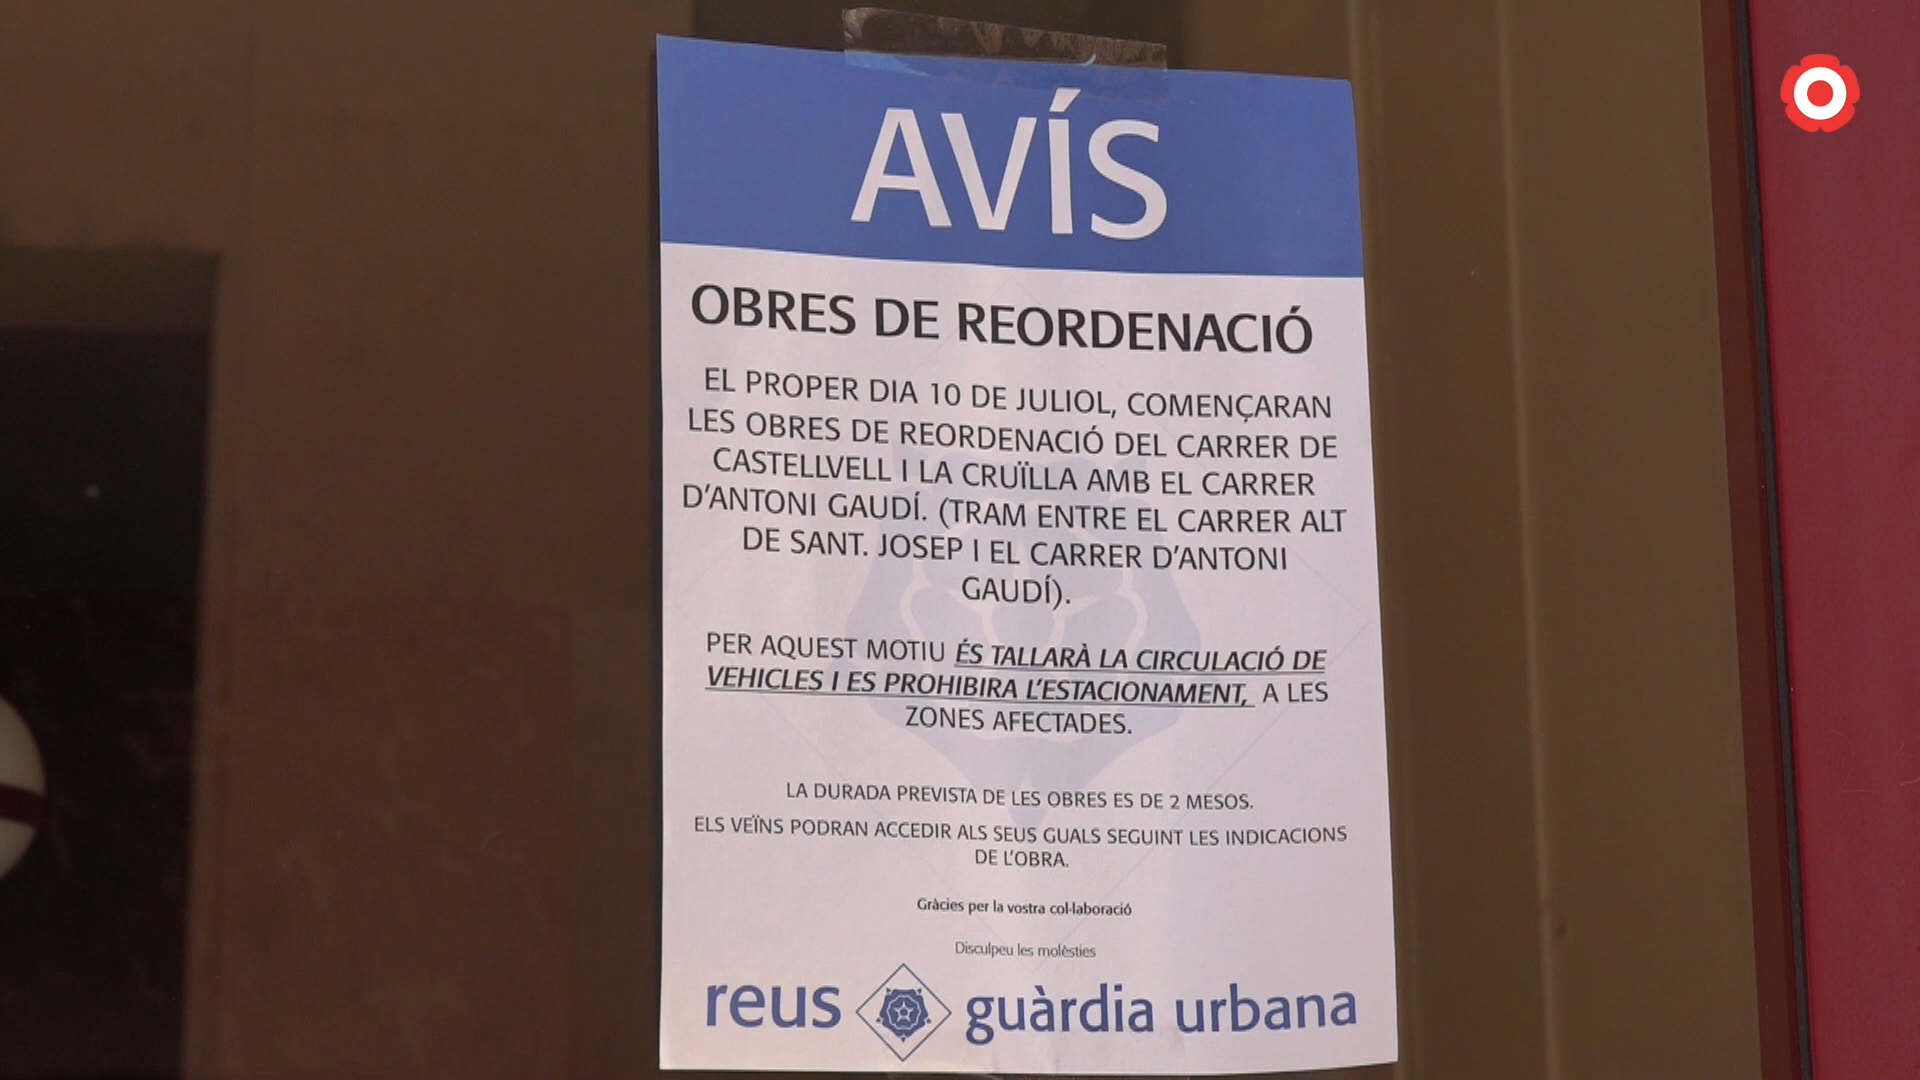 AVÍS
OBRES DE REORDENACIÓ
EL PROPER DIA 10 DE JULIOL, COMENÇARAN
LES OBRES DE REORDENACIÓ DEL CARRER DE
CASTELLVELL I LA CRUÏLLA AMB EL CARRER
D'ANTONI GAUDÍ. (TRAM ENTRE EL CARRER ALT
DE SANT. JOSEP I EL CARRER D'ANTONI
GAUDÍ).
PER AQUEST MOTIU ÉS TALLARÀ LA CIRCULACIÓ DE
VEHICLES I ES PROHIBIRA L'ESTACIONAMENT, A LES
ZONES AFECTADES.
LA DURADA PREVISTA DE LES OBRES ES DE 2 MESOS.
ELS VEÏNS PODRAN ACCEDIR ALS SEUS GUALS SEGUINT LES INDICACIONS
DE L'OBRA.
Gràcies per la vostra col·laboració
Disculpeu les molèsties
reus guàrdia urbana